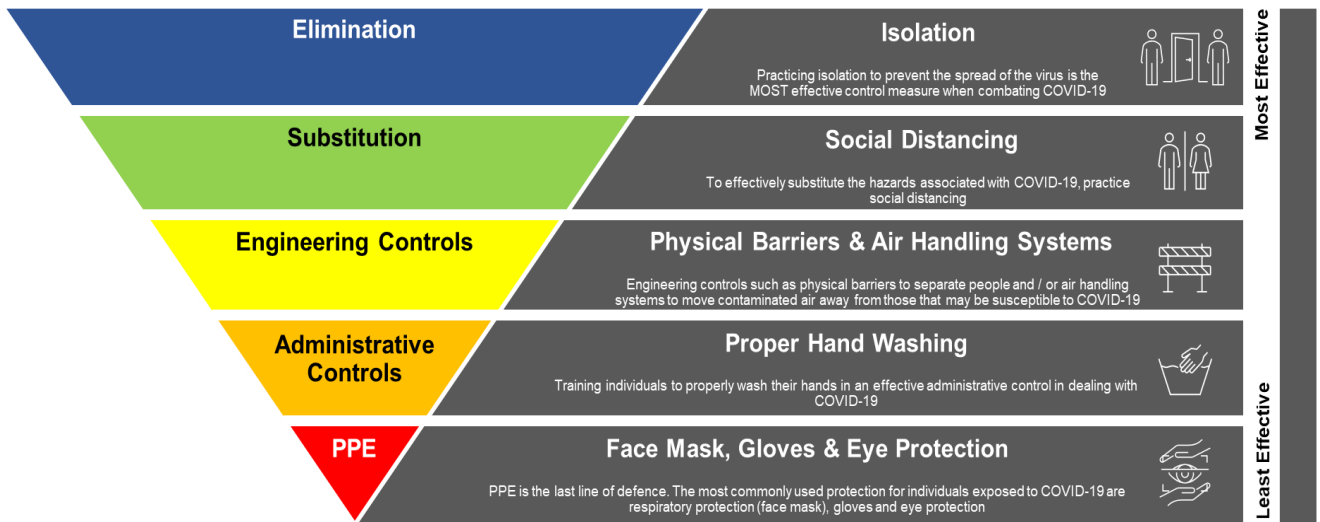 Elimination
Isolation
Practicing isolation to prevent the spread of the virus is the
MOST effective control measure when combating COVID-19
Most Effective
Substitution
Social Distancing
To effectively substitute the hazards associated with COVID-19, practice
social distancing
Engineering Controls
Physical Barriers & Air Handling Systems
Engineering controls such as physical barriers to separate people and / or air handling
systems to move contaminated air away from those that may be susceptible to COVID-19
Administrative
Controls
Proper Hand Washing
Training individuals to properly wash their hands in an effective administrative control in dealing with
COVID-19
PPE
Face Mask, Gloves & Eye Protection
PPE is the last line of defence. The most commonly used protection for individuals exposed to COVID-19 are
respiratory protection (face mask), gloves and eye protection
Least Effective